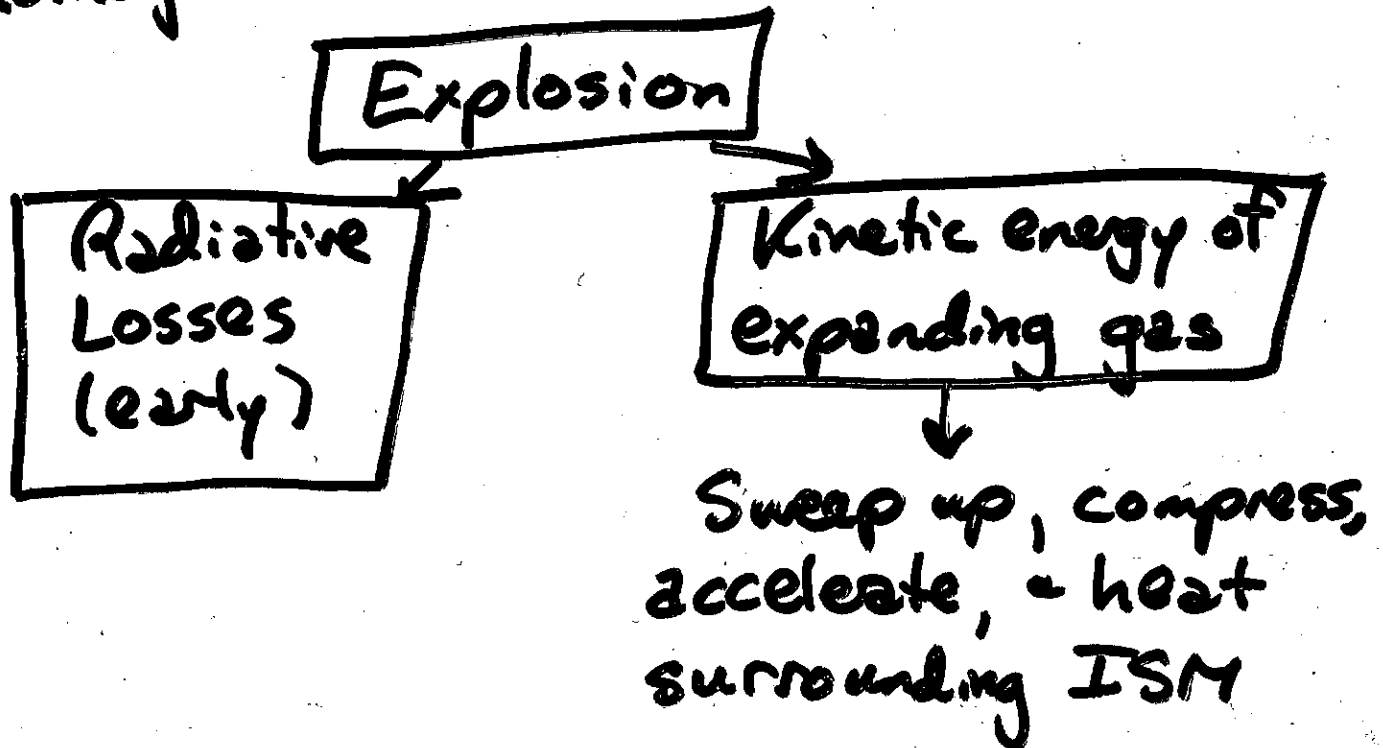 Explosion
Radiative
Losses
(early)
Kinetic energy of
expanding gas
Sweep up, compress,
acceleate, & heat
surrounding ISM